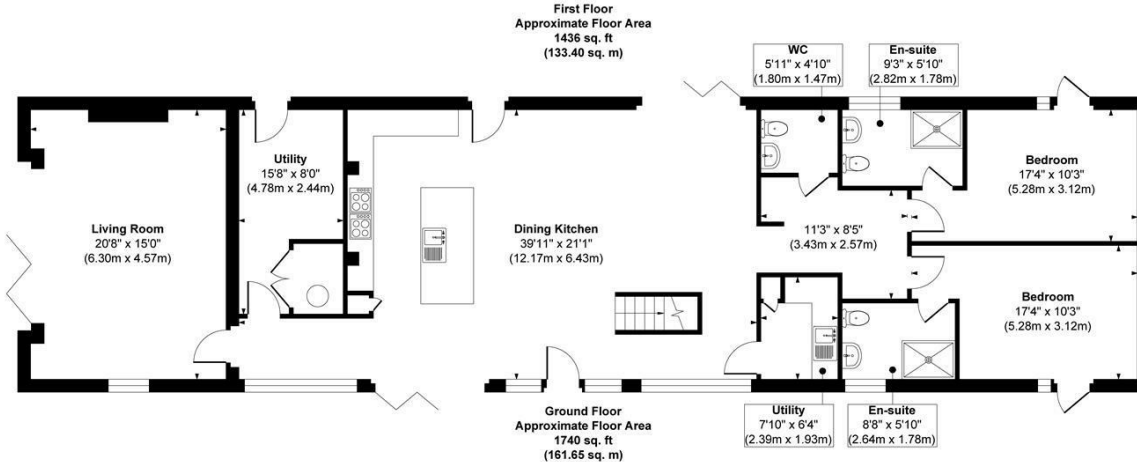 First Floor
Approximate Floor Area
1436 sq. ft
(133.40 sq. m)
WC
5'11" x 4'10"
(1.80m x 1.47m)
En-suite
9'3" x 5'10"
(2.82m x 1.78m)
Utility
15'8" x 8'0"
(4.78m x 2.44m)
Bedroom
17'4" x 10'3"
(5.28m x 3.12m)
Living Room
20'8" x 15'0"
(6.30m x 4.57m)
Dining Kitchen
39'11" x 21'1"
(12.17m x 6.43m)
11'3" x 8'5"
(3.43m x 2.57m)
Bedroom
17'4" x 10'3"
(5.28m x 3.12m)
Ground Floor
Approximate Floor Area
1740 sq. ft
(161.65 sq. m)
Utility
7'10" x 6'4"
(2.39m x 1.93m)
En-suite
8'8" x 5'10"
(2.64m x 1.78m)